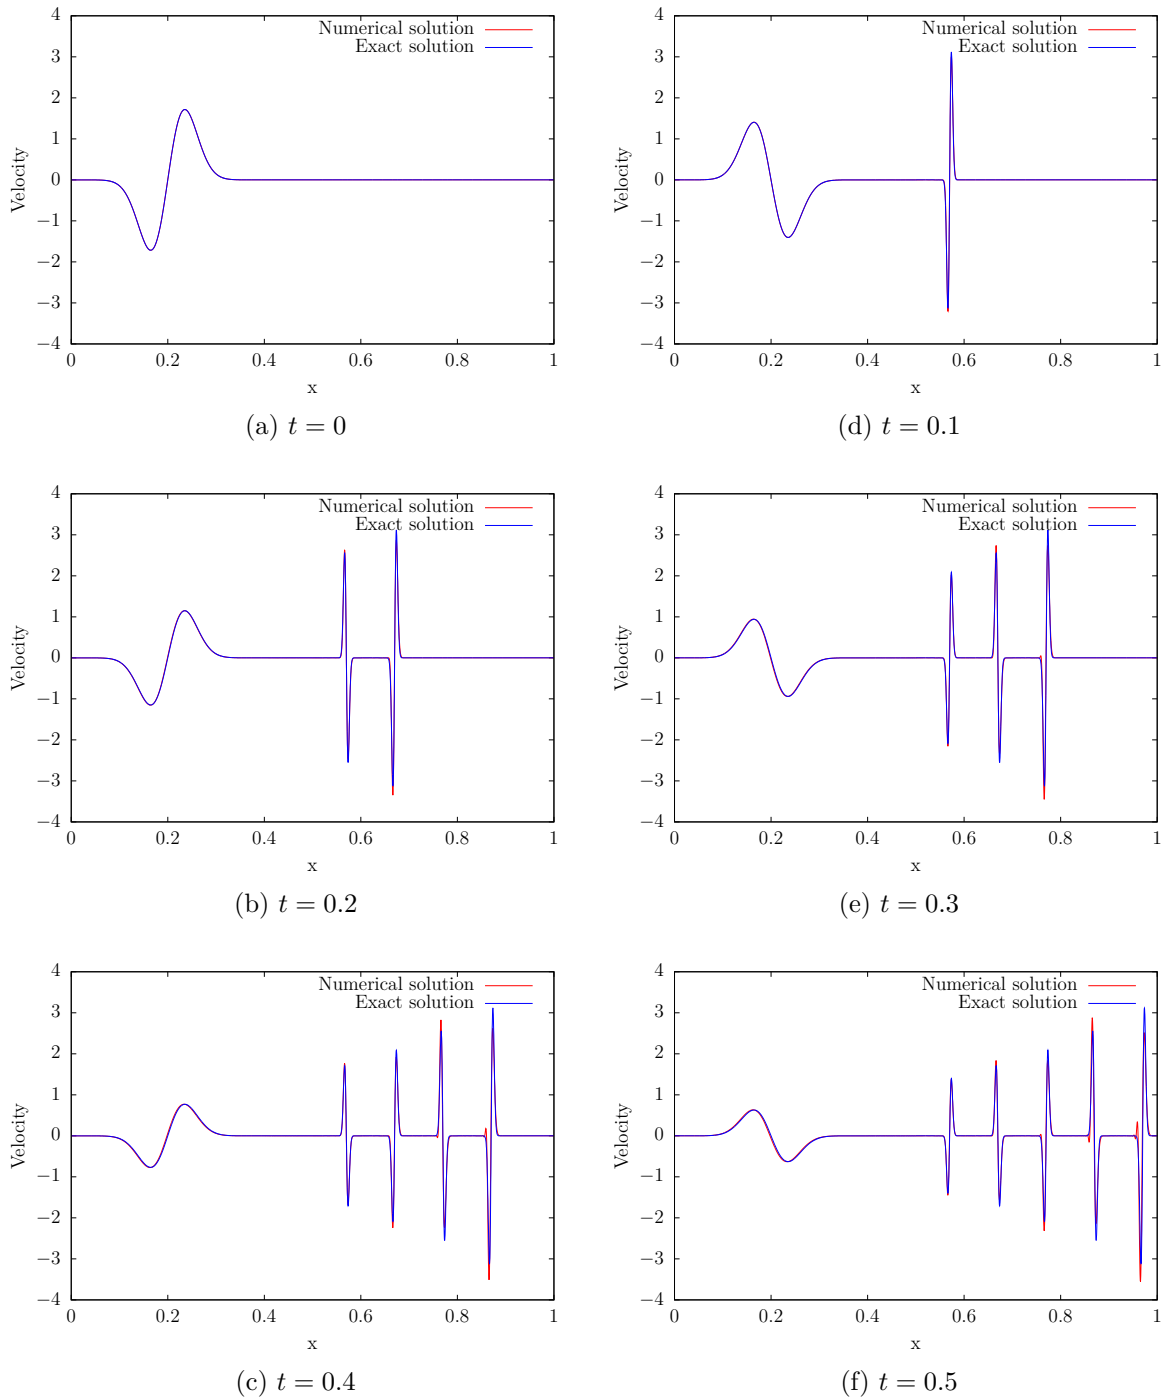 Numerical solution
Exact solution
4
3
2
1
0
−1
−2
−3
−4
Velocity
0 0.2 0.4 0.6 0.8 1
x
(a) t = 0
Numerical solution
Exact solution
4
3
2
1
0
−1
−2
−3
−4
Velocity
0 0.2 0.4 0.6 0.8 1
x
(d) t = 0.1
Numerical solution
Exact solution
4
3
2
1
0
−1
−2
−3
−4
Velocity
0 0.2 0.4 0.6 0.8 1
x
(b) t = 0.2
Numerical solution
Exact solution
4
3
2
1
0
−1
−2
−3
−4
Velocity
0 0.2 0.4 0.6 0.8 1
x
(e) t = 0.3
Numerical solution
Exact solution
4
3
2
1
0
−1
−2
−3
−4
Velocity
0 0.2 0.4 0.6 0.8 1
x
(c) t = 0.4
Numerical solution
Exact solution
4
3
2
1
0
−1
−2
−3
−4
Velocity
0 0.2 0.4 0.6 0.8 1
x
(f) t = 0.5